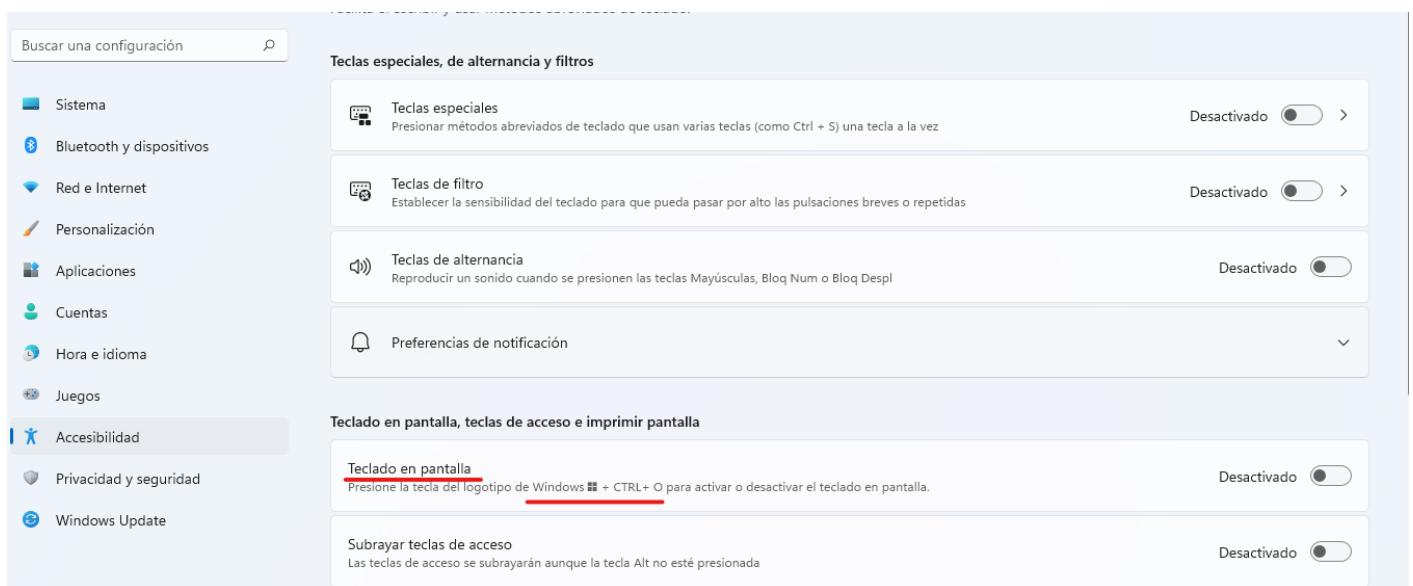 Buscar una configuración
Sistema
Bluetooth y dispositivos
Red e Internet
Personalización
Aplicaciones
Cuentas
Hora e idioma
Juegos
Accesibilidad
Privacidad y seguridad
Windows Update
Teclas especiales, de alternancia y filtros
Teclas especiales
Presionar métodos abreviados de teclado que usan varias teclas (como Ctrl + S) una tecla a la vez
Desactivado
Teclas de filtro
Establecer la sensibilidad del teclado para que pueda pasar por alto las pulsaciones breves o repetidas
Desactivado
Teclas de alternancia
Reproducir un sonido cuando se presionen las teclas Mayúsculas, Bloq Num o Bloq Despl
Desactivado
Preferencias de notificación
Teclado en pantalla, teclas de acceso e imprimir pantalla
Teclado en pantalla
Presione la tecla del logotipo de Windows + CTRL+ O para activar o desactivar el teclado en pantalla.
Desactivado
Subrayar teclas de acceso
Las teclas de acceso se subrayarán aunque la tecla Alt no esté presionada
Desactivado